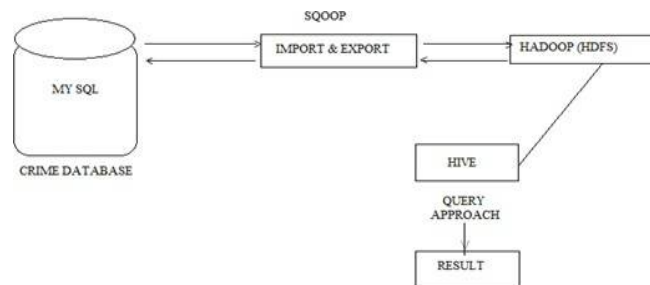 SQOOP
IMPORT & EXPORT
HADOOP (HDFS)
MY SQL
CRIME DATABASE
HIVE
QUERY
APPROACH
RESULT